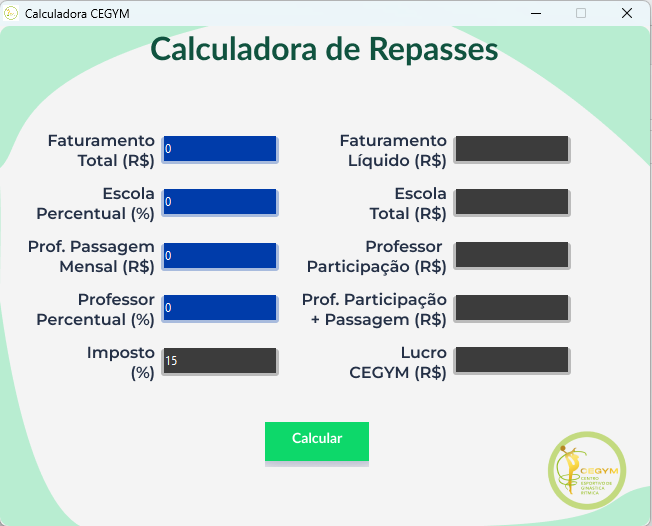 Calculadora CEGYM
Calculadora de Repasses
Faturamento
Total (R$)
0
Escola
Percentual (%)
0
Prof. Passagem
Mensal (R$)
0
Professor
Percentual (%)
0
Imposto
(%)
15
Faturamento
Líquido (R$)
Escola
Total (R$)
Professor
Participação (R$)
Prof. Participação
+ Passagem (R$)
Lucro
CEGYM (R$)
Calcular
CEGYM
CENTRO
ESPORTIVO DE
GINÁSTICA
RÍTMICA